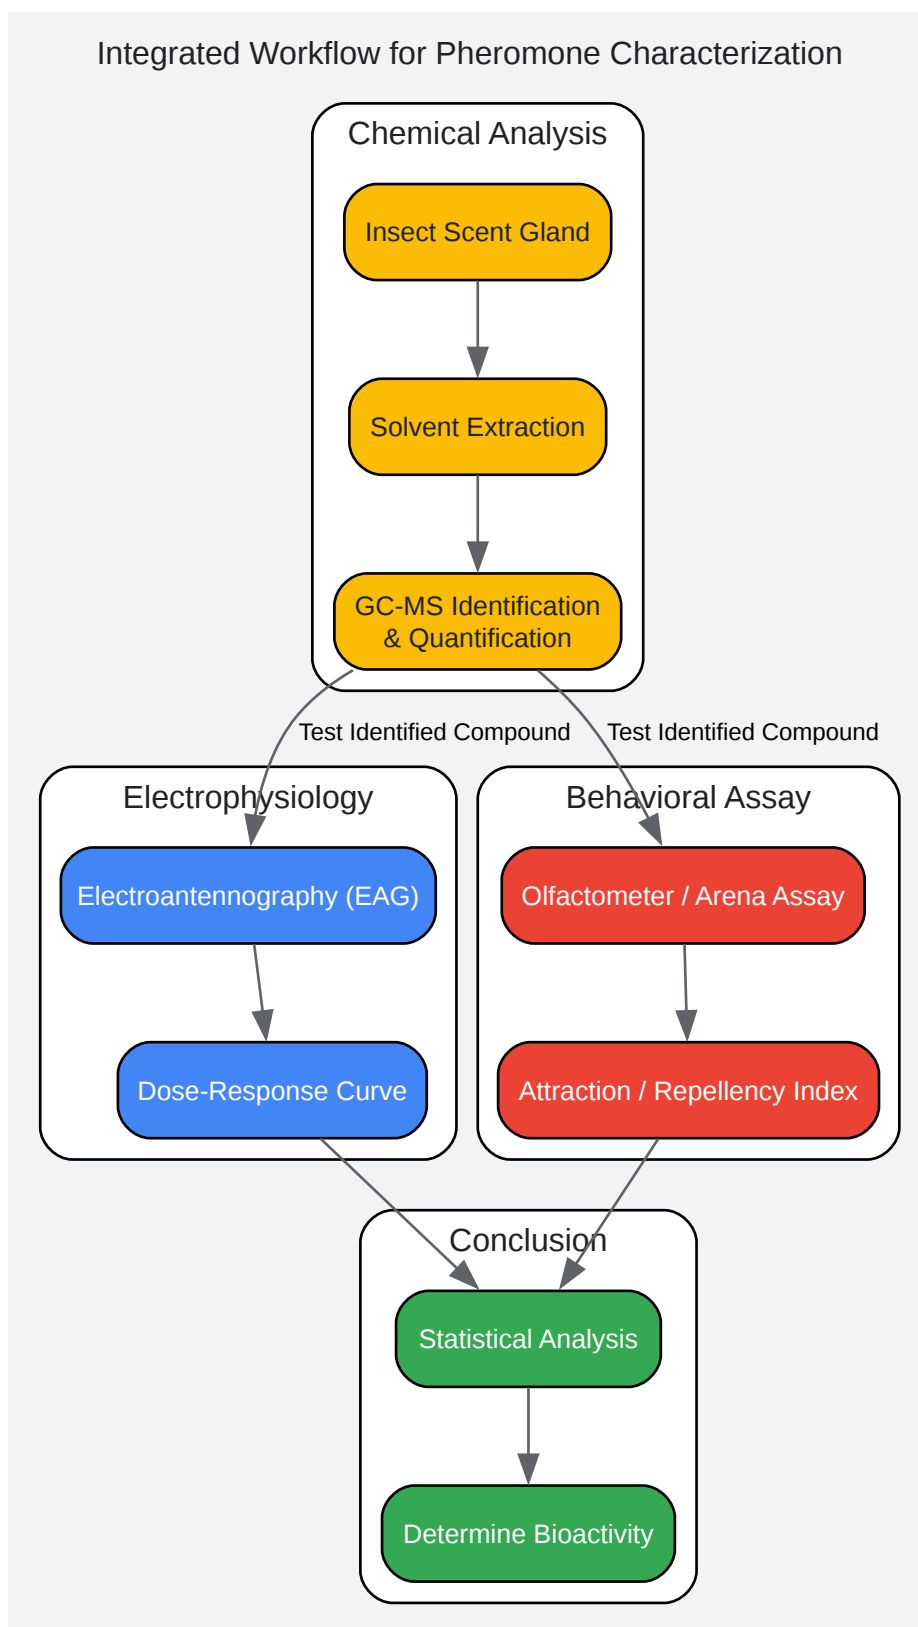 Integrated Workflow for Pheromone Characterization
Chemical Analysis
Insect Scent Gland
Solvent Extraction
GC-MS Identification
& Quantification
Test Identified Compound
Test Identified Compound
Electrophysiology
Electroantennography (EAG)
Dose-Response Curve
Behavioral Assay
Olfactometer / Arena Assay
Attraction / Repellency Index
Conclusion
Statistical Analysis
Determine Bioactivity